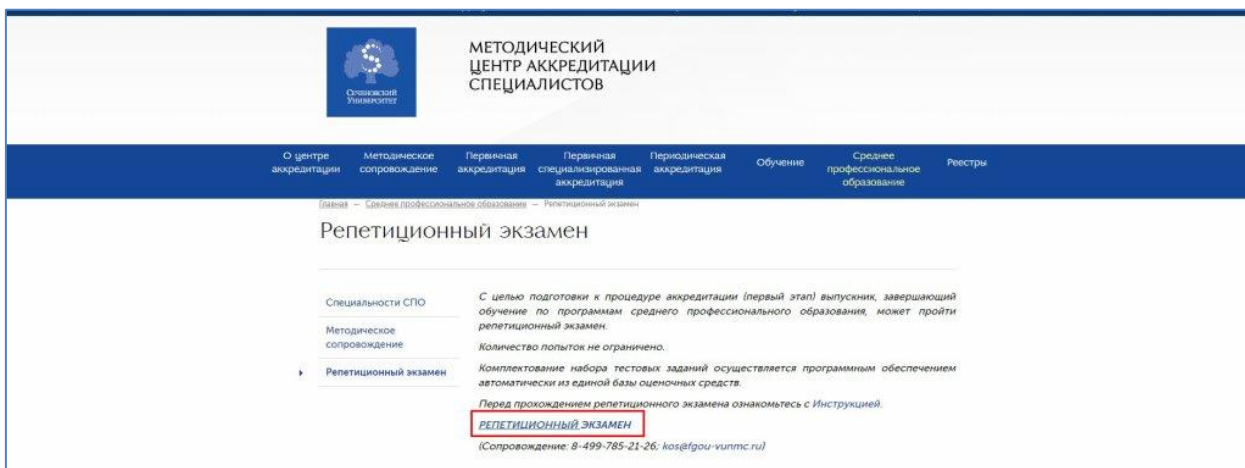 Сеченовский
Университет
МЕТОДИЧЕСКИЙ
ЦЕНТР АККРЕДИТАЦИИ
СПЕЦИАЛИСТОВ
О центре аккредитации
Методическое сопровождение
Первичная аккредитация
Первичная специализированная аккредитация
Периодическая аккредитация
Обучение
Среднее профессиональное образование
Реестры
Главная — Среднее профессиональное образование — Репетиционный экзамен
Репетиционный экзамен
Специальности СПО
Методическое
сопровождение
Репетиционный экзамен
С целью подготовки к процедуре аккредитации (первый этап) выпускник, завершающий
обучение по программам среднего профессионального образования, может пройти
репетиционный экзамен.
Количество попыток не ограничено.
Комплектование набора тестовых заданий осуществляется программным обеспечением
автоматически из единой базы оценочных средств.
Перед прохождением репетиционного экзамена ознакомьтесь с Инструкцией.
РЕПЕТИЦИОННЫЙ ЭКЗАМЕН
(Сопровождение: 8-499-785-21-26; kos@fgou-vunmc.ru)